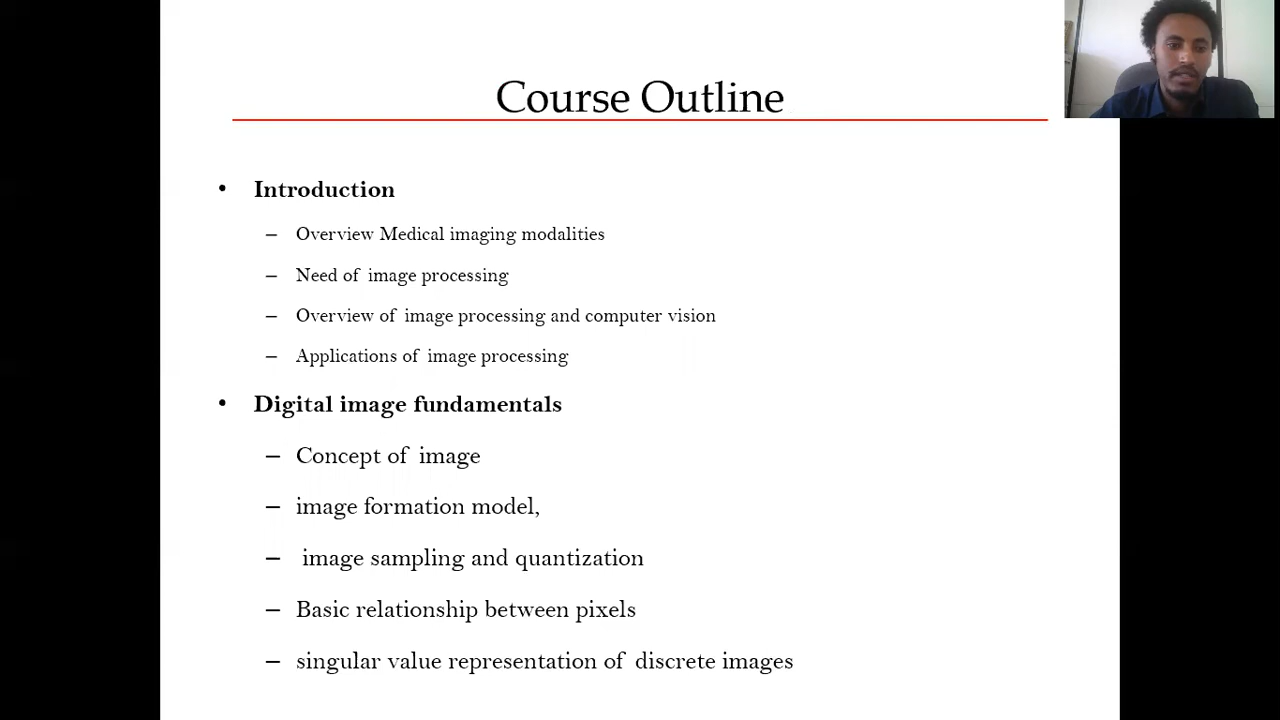 Course Outline
• Introduction
– Overview Medical imaging modalities
– Need of image processing
– Overview of image processing and computer vision
– Applications of image processing
• Digital image fundamentals
– Concept of image
– image formation model,
– image sampling and quantization
– Basic relationship between pixels
– singular value representation of discrete images